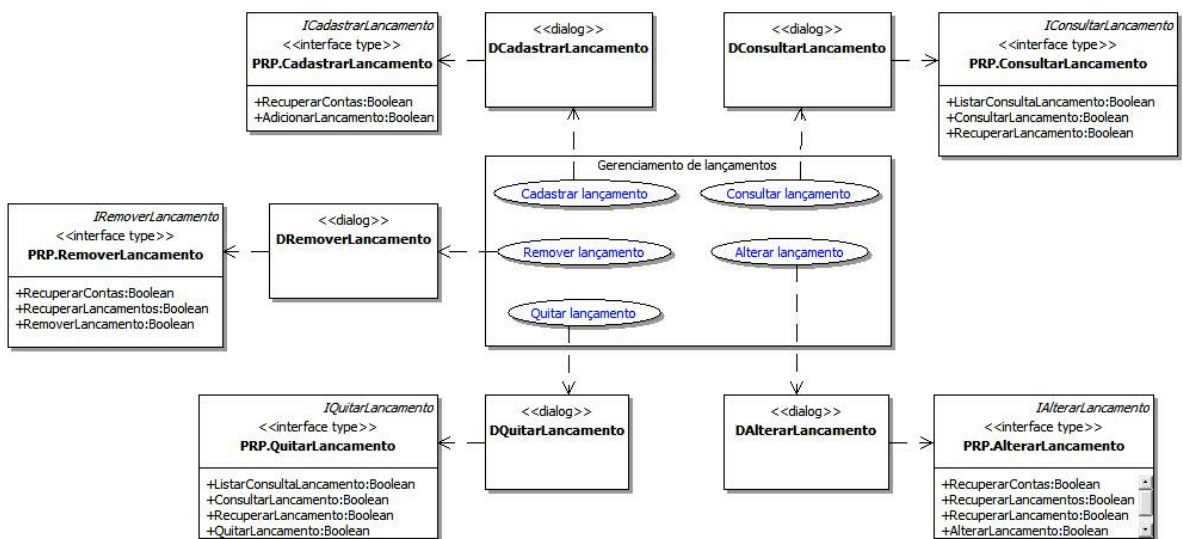 ICadastrarLancamento
<<interface type>>
PRP.CadastrarLancamento
+RecuperarContas:Boolean
+AdicionarLancamento:Boolean
<<dialog>>
DCadastrarLancamento
<<dialog>>
DConsultarLancamento
IConsultarLancamento
<<interface type>>
PRP.ConsultarLancamento
+ListarConsultaLancamento:Boolean
+ConsultarLancamento:Boolean
+RecuperarLancamento:Boolean
Gerenciamento de lançamentos
Cadastrar lançamento
Consultar lançamento
Remover lançamento
Alterar lançamento
Quitar lançamento
IRemoverLancamento
<<interface type>>
PRP.RemoverLancamento
+RecuperarContas:Boolean
+RecuperarLancamentos:Boolean
+RemoverLancamento:Boolean
<<dialog>>
DRemoverLancamento
IQuitarLancamento
<<interface type>>
PRP.QuitarLancamento
+ListarConsultaLancamento:Boolean
+ConsultarLancamento:Boolean
+RecuperarLancamento:Boolean
+QuitarLancamento:Boolean
<<dialog>>
DQuitarLancamento
<<dialog>>
DAlterarLancamento
IAlterarLancamento
<<interface type>>
PRP.AlterarLancamento
+RecuperarContas:Boolean
+RecuperarLancamentos:Boolean
+RecuperarLancamento:Boolean
+AlterarLancamento:Boolean